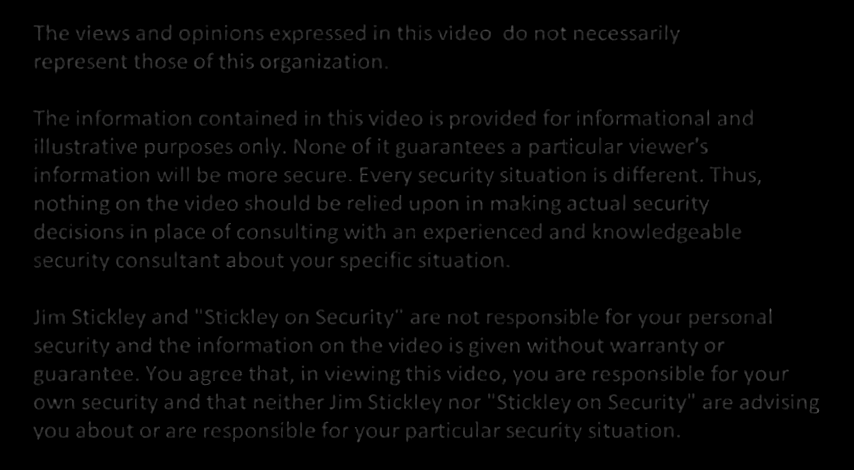 The views and opinions expressed in this video do not necessarily
represent those of this organization.
The information contained in this video is provided for informational and
illustrative purposes only. None of it guarantees a particular viewer's
information will be more secure. Every security situation is different. Thus,
nothing on the video should be relied upon in making actual security
decisions in place of consulting with an experienced and knowledgeable
security consultant about your specific situation.
Jim Stickley and "Stickley on Security" are not responsible for your personal
security and the information on the video is given without warranty or
guarantee. You agree that, in viewing this video, you are responsible for your
own security and that neither Jim Stickley nor "Stickley on Security" are advising
you about or are responsible for your particular security situation.